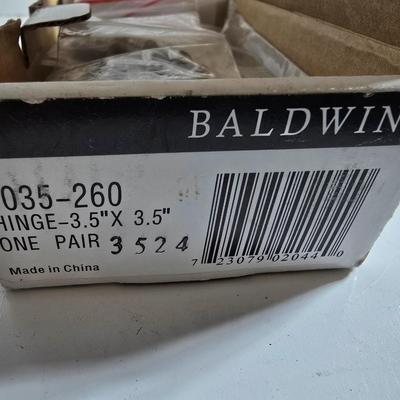 BALDWIN
035-260
HINGE-3.5"X 3.5"
ONE PAIR 3524
Made in China
7 23079 02044 0